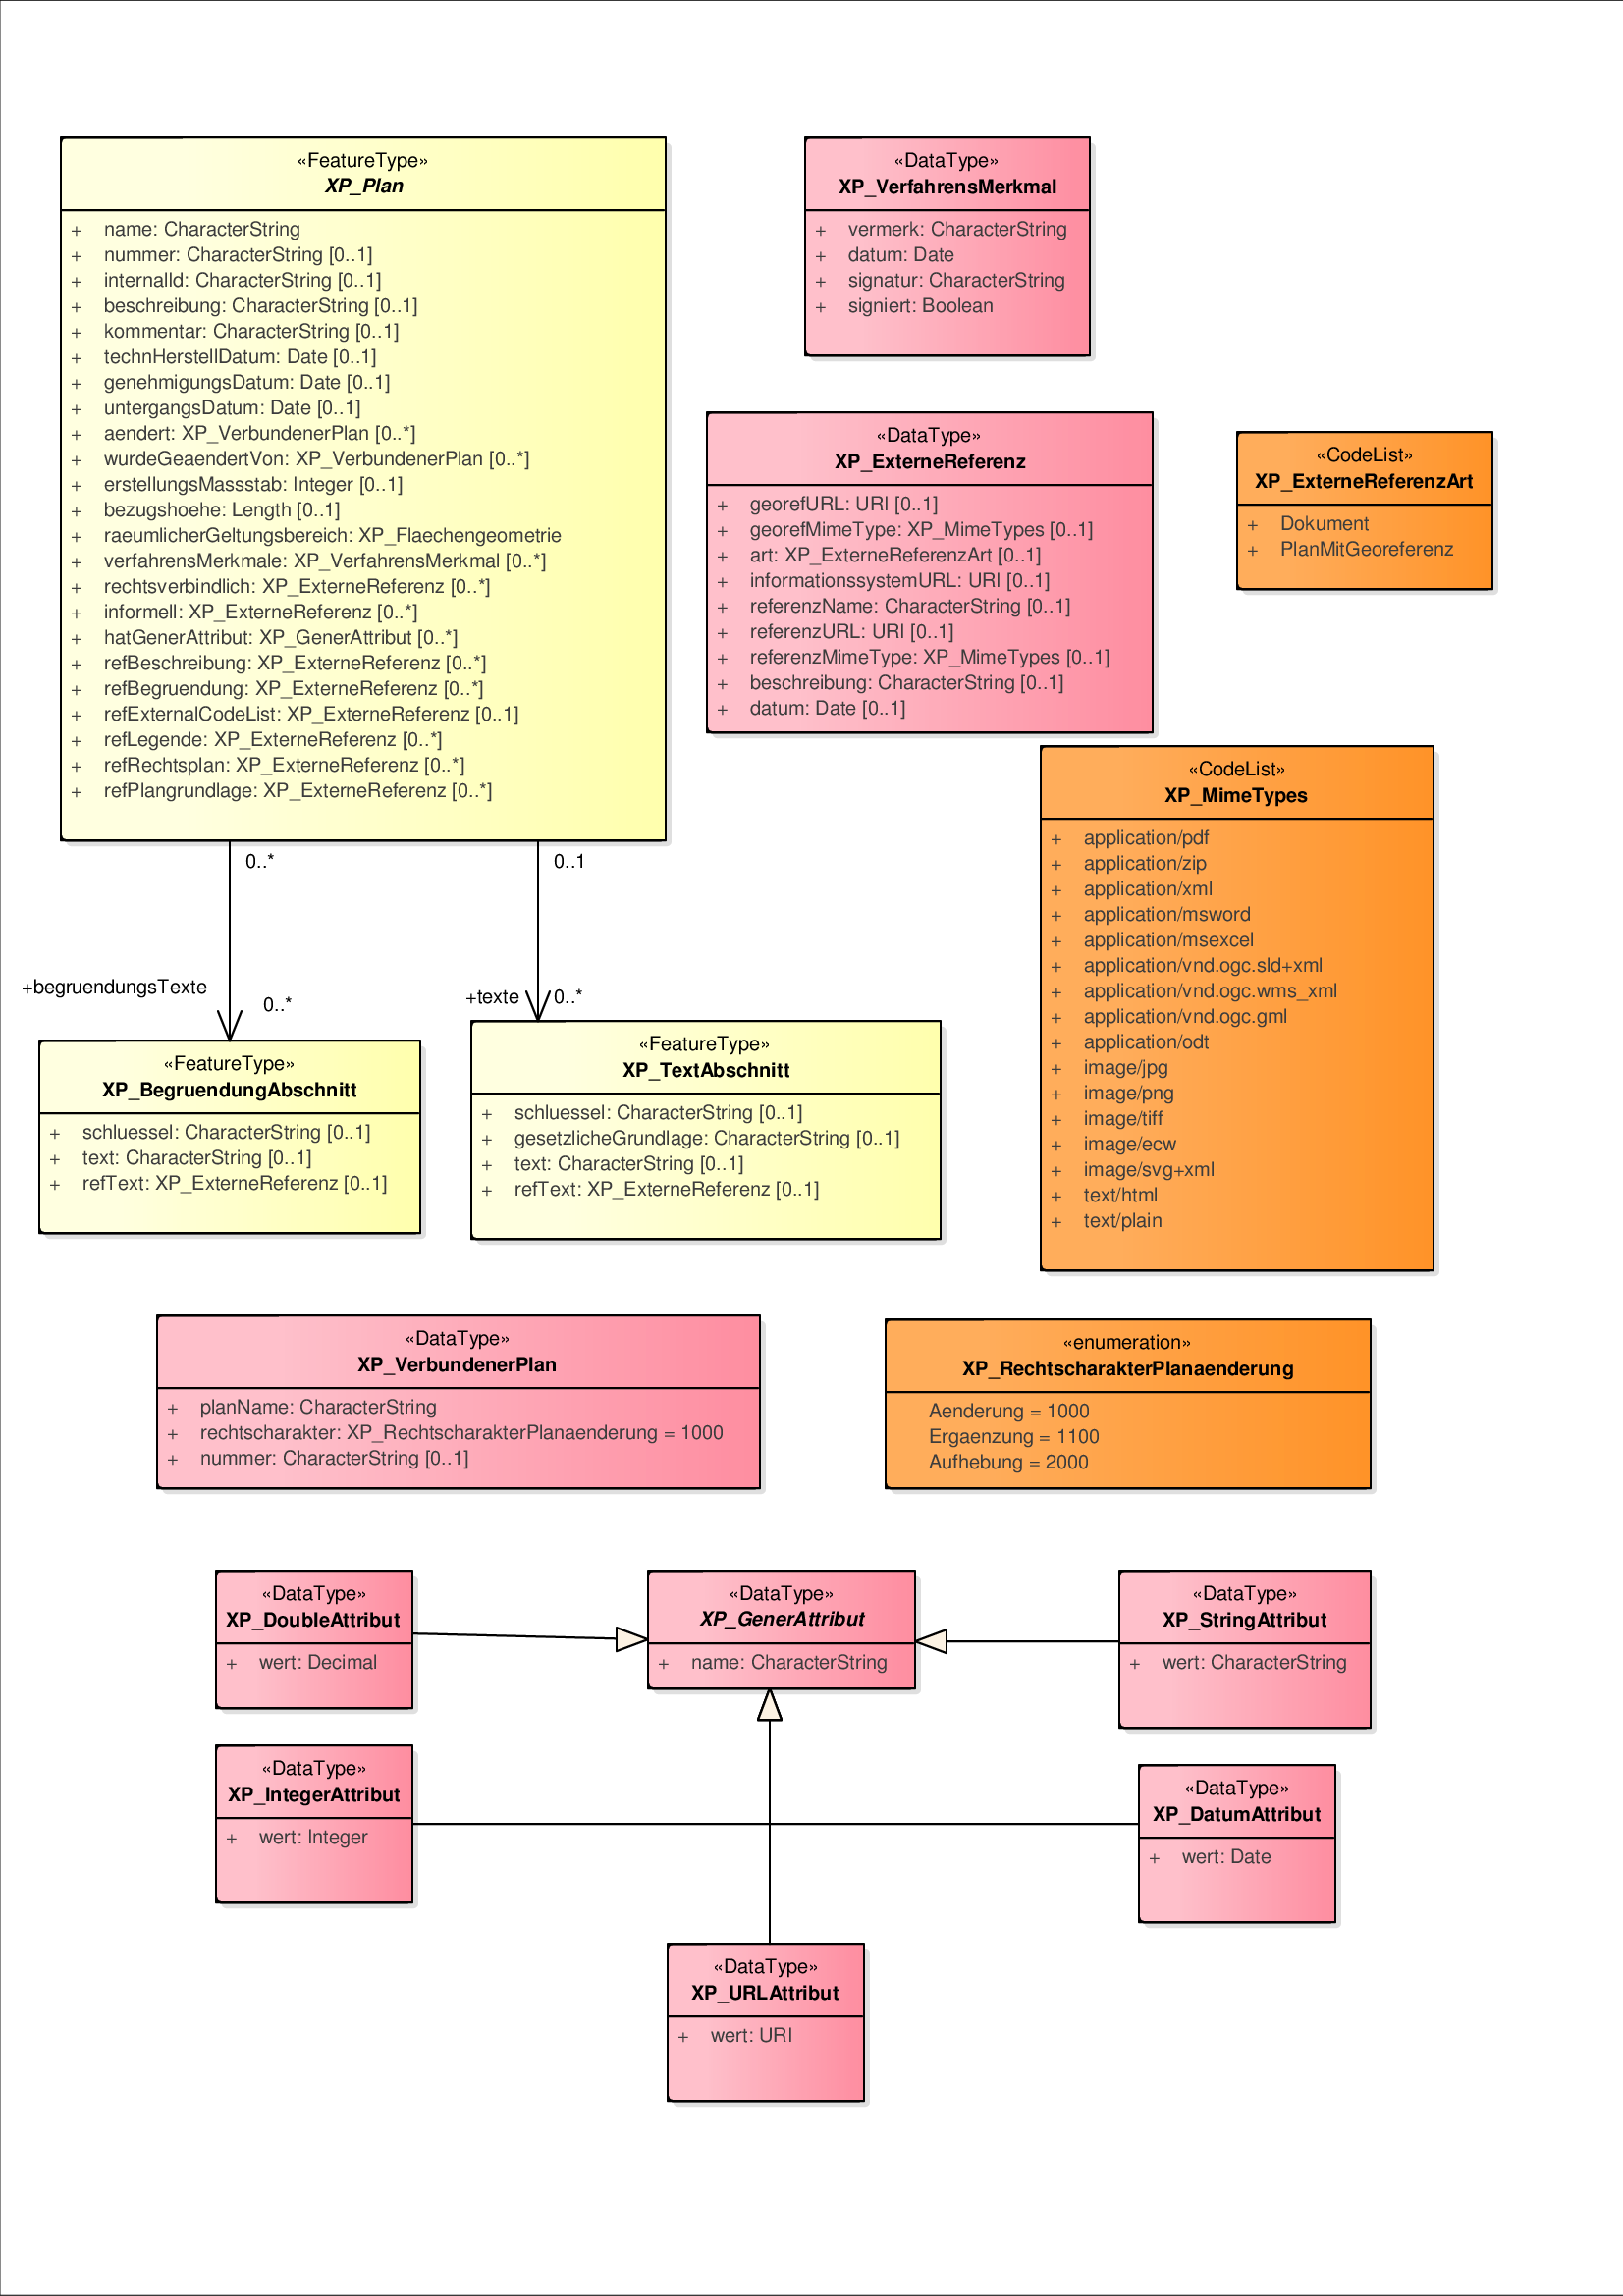 «FeatureType»
XP_Plan
+ name: CharacterString
+ nummer: CharacterString [0..1]
+ internalId: CharacterString [0..1]
+ beschreibung: CharacterString [0..1]
+ kommentar: CharacterString [0..1]
+ technHerstellDatum: Date [0..1]
+ genehmigungsDatum: Date [0..1]
+ untergangsDatum: Date [0..1]
+ aendert: XP_VerbundenerPlan [0..*]
+ wurdeGeaendertVon: XP_VerbundenerPlan [0..*]
+ erstellungsMassstab: Integer [0..1]
+ bezugshoehe: Length [0..1]
+ raeumlicherGeltungsbereich: XP_Flaechengeometrie
+ verfahrensMerkmale: XP_VerfahrensMerkmal [0..*]
+ rechtsverbindlich: XP_ExterneReferenz [0..*]
+ informell: XP_ExterneReferenz [0..*]
+ hatGenerAttribut: XP_GenerAttribut [0..*]
+ refBeschreibung: XP_ExterneReferenz [0..*]
+ refBegruendung: XP_ExterneReferenz [0..*]
+ refExternalCodeList: XP_ExterneReferenz [0..1]
+ refLegende: XP_ExterneReferenz [0..*]
+ refRechtsplan: XP_ExterneReferenz [0..*]
+ refPlangrundlage: XP_ExterneReferenz [0..*]
«DataType»
XP_VerfahrensMerkmal
+ vermerk: CharacterString
+ datum: Date
+ signatur: CharacterString
+ signiert: Boolean
«DataType»
XP_ExterneReferenz
+ georefURL: URI [0..1]
+ georefMimeType: XP_MimeTypes [0..1]
+ art: XP_ExterneReferenzArt [0..1]
+ informationssystemURL: URI [0..1]
+ referenzName: CharacterString [0..1]
+ referenzURL: URI [0..1]
+ referenzMimeType: XP_MimeTypes [0..1]
+ beschreibung: CharacterString [0..1]
+ datum: Date [0..1]
«CodeList»
XP_ExterneReferenzArt
+ Dokument
+ PlanMitGeoreferenz
«CodeList»
XP_MimeTypes
+ application/pdf
+ application/zip
+ application/xml
+ application/msword
+ application/msexcel
+ application/vnd.ogc.sld+xml
+ application/vnd.ogc.wms_xml
+ application/vnd.ogc.gml
+ application/odt
+ image/jpg
+ image/png
+ image/tiff
+ image/ecw
+ image/svg+xml
+ text/html
+ text/plain
0..*
0..1
+begruendungsTexte
0..*
+texte
0..*
«FeatureType»
XP_BegruendungAbschnitt
+ schluessel: CharacterString [0..1]
+ text: CharacterString [0..1]
+ refText: XP_ExterneReferenz [0..1]
«FeatureType»
XP_TextAbschnitt
+ schluessel: CharacterString [0..1]
+ gesetzlicheGrundlage: CharacterString [0..1]
+ text: CharacterString [0..1]
+ refText: XP_ExterneReferenz [0..1]
«DataType»
XP_VerbundenerPlan
+ planName: CharacterString
+ rechtscharakter: XP_RechtscharakterPlanaenderung = 1000
+ nummer: CharacterString [0..1]
«enumeration»
XP_RechtscharakterPlanaenderung
Aenderung = 1000
Ergaenzung = 1100
Aufhebung = 2000
«DataType»
XP_DoubleAttribut
+ wert: Decimal
«DataType»
XP_GenerAttribut
+ name: CharacterString
«DataType»
XP_StringAttribut
+ wert: CharacterString
«DataType»
XP_IntegerAttribut
+ wert: Integer
«DataType»
XP_DatumAttribut
+ wert: Date
«DataType»
XP_URLAttribut
+ wert: URI